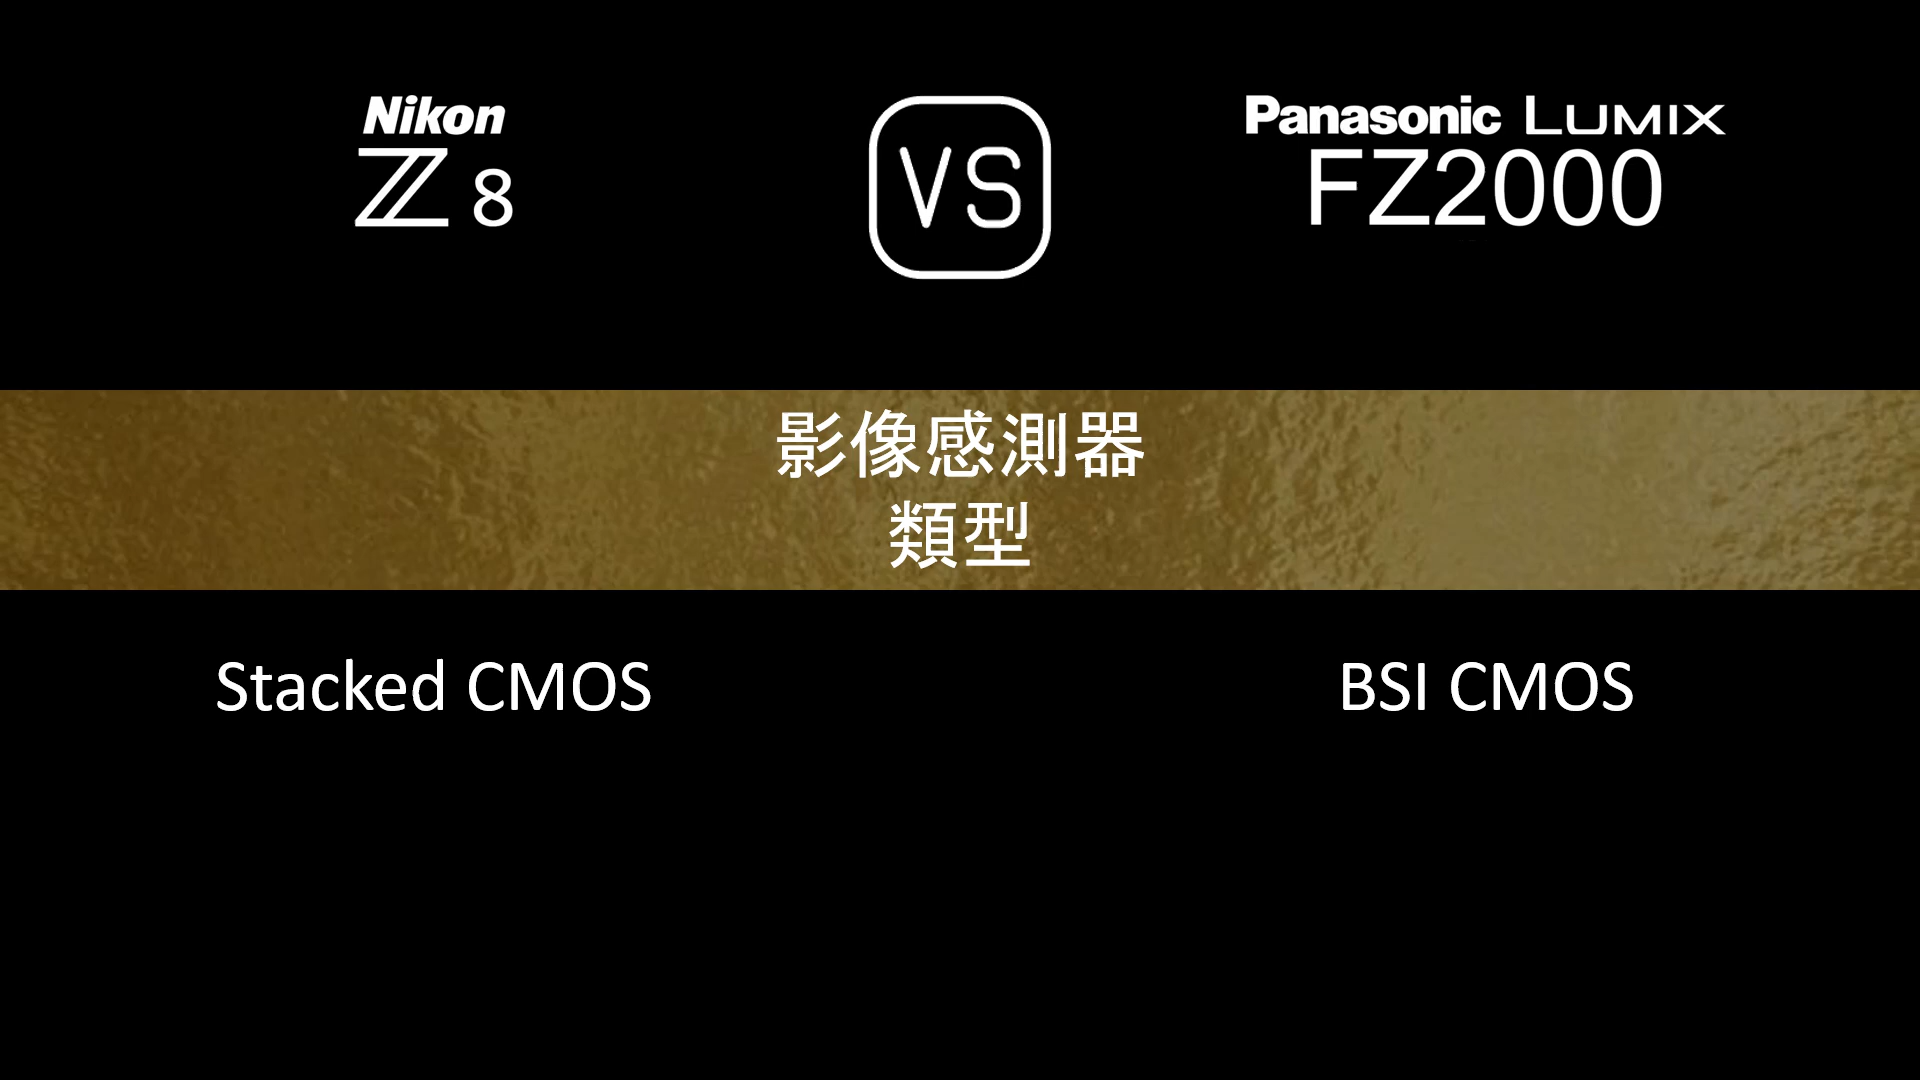 Nikon
Z 8
VS
Panasonic LUMIX
FZ2000
影像感測器
類型
Stacked CMOS
BSI CMOS